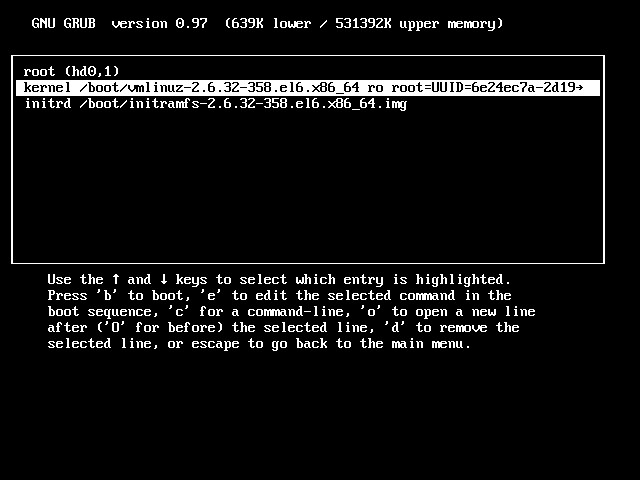 GNU GRUB  version 0.97  (639K lower / 531392K upper memory)
root (hd0,1)
kernel /boot/vmlinuz-2.6.32-358.el6.x86_64 ro root=UUID=6e24ec7a-2d19→
initrd /boot/initramfs-2.6.32-358.el6.x86_64.img
Use the ↑ and ↓ keys to select which entry is highlighted.
Press 'b' to boot, 'e' to edit the selected command in the
boot sequence, 'c' for a command-line, 'o' to open a new line
after ('O' for before) the selected line, 'd' to remove the
selected line, or escape to go back to the main menu.